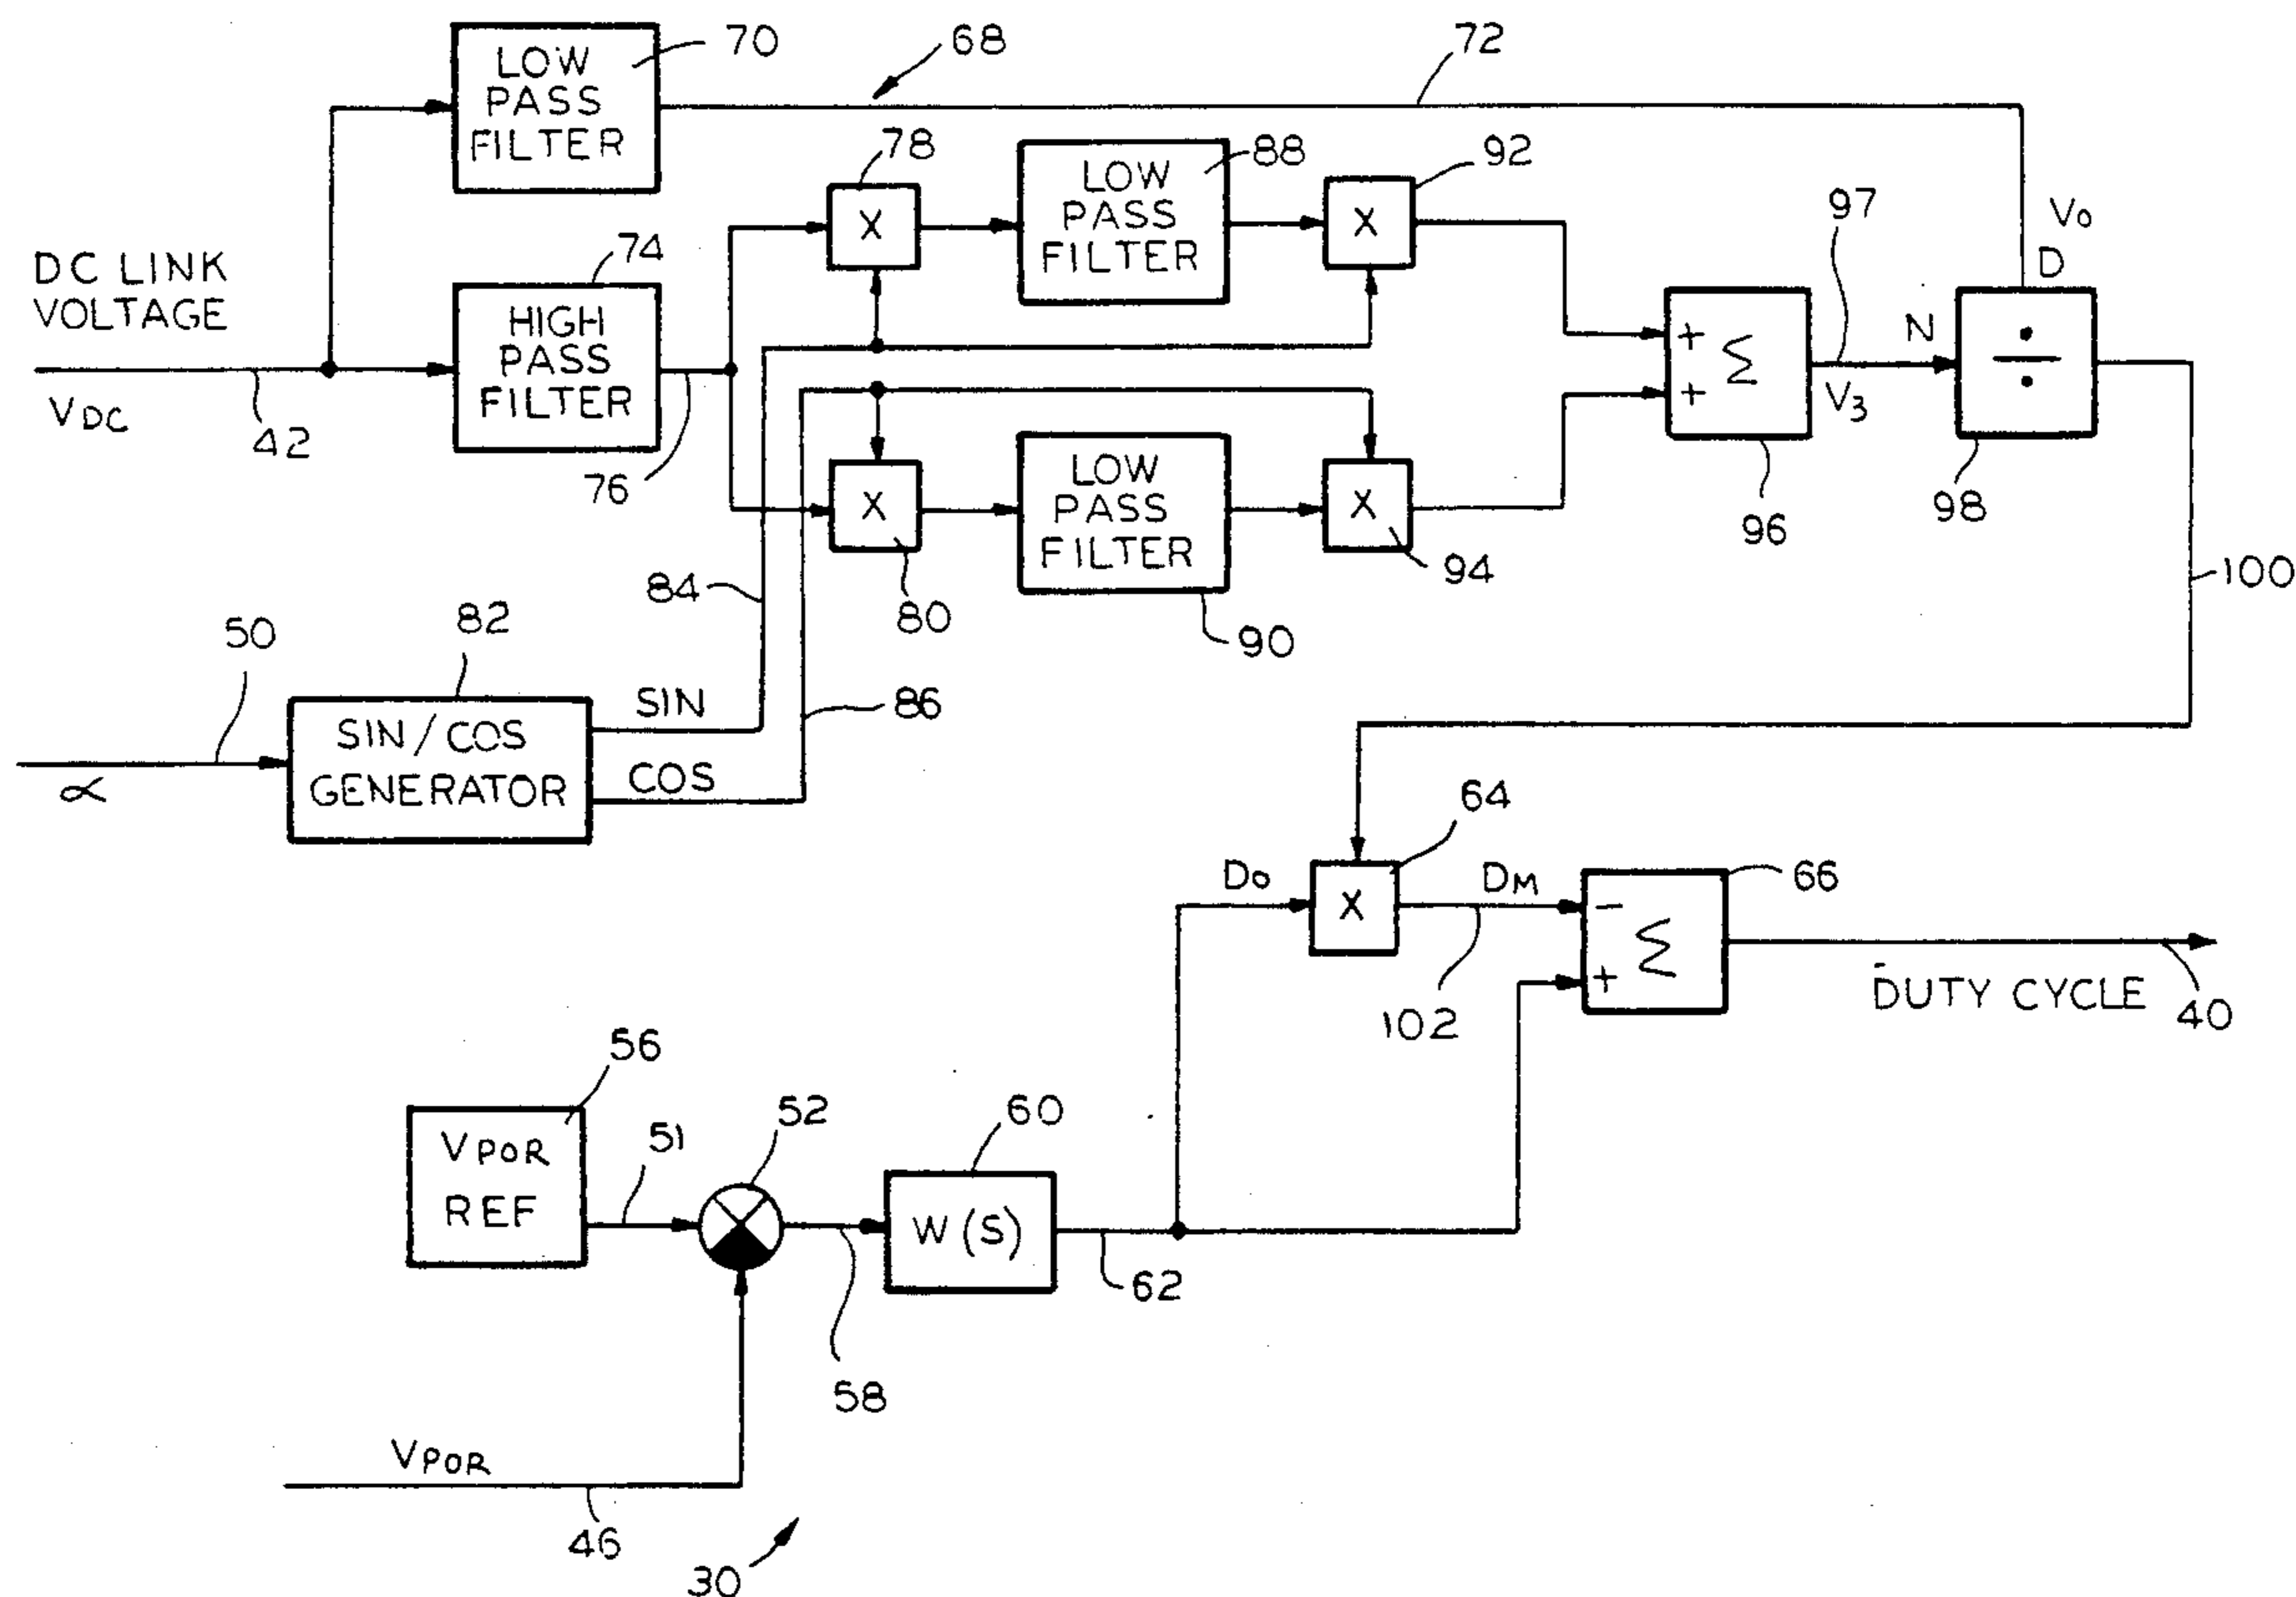 70
68
72
LOW
PASS
FILTER
78
88
92
LOW
PASS
FILTER
X
X
97
V0
D
DC LINK
VOLTAGE
74
HIGH
PASS
FILTER
+
+
Σ
N
÷
VDC
42
76
V3
X
LOW
PASS
FILTER
X
96
98
84
80
90
94
100
50
82
SIN
86
SIN/COS
GENERATOR
COS
α
64
D0
X
DM
66
-
+
Σ
102
DUTY CYCLE
40
56
VPOR
REF
51
52
60
W(S)
62
58
VPOR
46
30